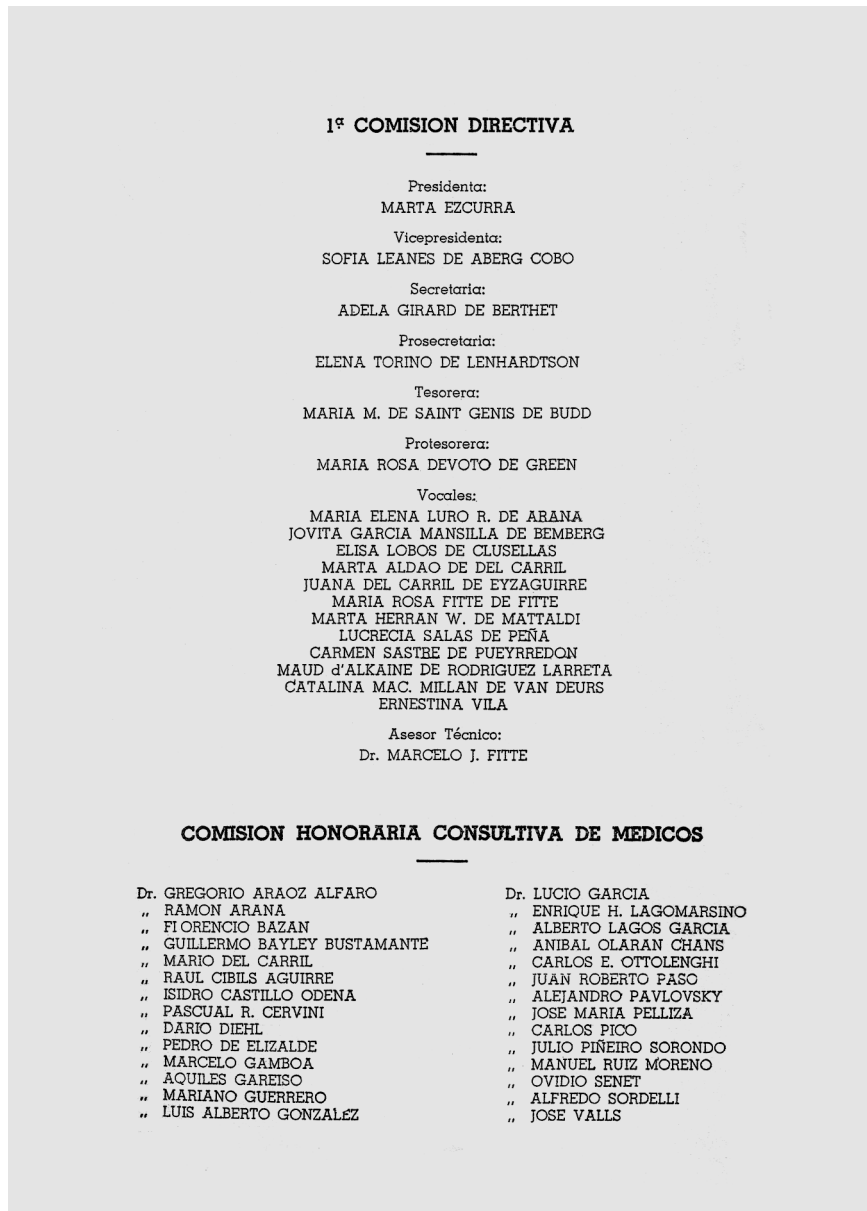 1ª COMISION DIRECTIVA
Presidenta:
MARTA EZCURRA
Vicepresidenta:
SOFIA LEANES DE ABERG COBO
Secretaria:
ADELA GIRARD DE BERTHET
Prosecretaria:
ELENA TORINO DE LENHARDTSON
Tesorera:
MARIA M. DE SAINT GENIS DE BUDD
Protesorera:
MARIA ROSA DEVOTO DE GREEN
Vocales:
MARIA ELENA LURO R. DE ARANA
JOVITA GARCIA MANSILLA DE BEMBERG
ELISA LOBOS DE CLUSELLAS
MARTA ALDAO DE DEL CARRIL
JUANA DEL CARRIL DE EYZAGUIRRE
MARIA ROSA FITTE DE FITTE
MARTA HERRAN W. DE MATTALDI
LUCRECIA SALAS DE PEÑA
CARMEN SASTRE DE PUEYRREDON
MAUD d'ALKAINE DE RODRIGUEZ LARRETA
CATALINA MAC. MILLAN DE VAN DEURS
ERNESTINA VILA
Asesor Técnico:
Dr. MARCELO J. FITTE
COMISION HONORARIA CONSULTIVA DE MEDICOS
Dr. GREGORIO ARAOZ ALFARO
„ RAMON ARANA
„ FLORENCIO BAZAN
„ GUILLERMO BAYLEY BUSTAMANTE
„ MARIO DEL CARRIL
„ RAUL CIBILS AGUIRRE
„ ISIDRO CASTILLO ODENA
„ PASCUAL R. CERVINI
„ DARIO DIEHL
„ PEDRO DE ELIZALDE
„ MARCELO GAMBOA
„ AQUILES GAREISO
„ MARIANO GUERRERO
„ LUIS ALBERTO GONZALEZ
Dr. LUCIO GARCIA
„ ENRIQUE H. LAGOMARSINO
„ ALBERTO LAGOS GARCIA
„ ANIBAL OLARAN CHANS
„ CARLOS E. OTTOLENGHI
„ JUAN ROBERTO PASO
„ ALEJANDRO PAVLOVSKY
„ JOSE MARIA PELLIZA
„ CARLOS PICO
„ JULIO PIÑEIRO SORONDO
„ MANUEL RUIZ MORENO
„ OVIDIO SENET
„ ALFREDO SORDELLI
„ JOSE VALLS